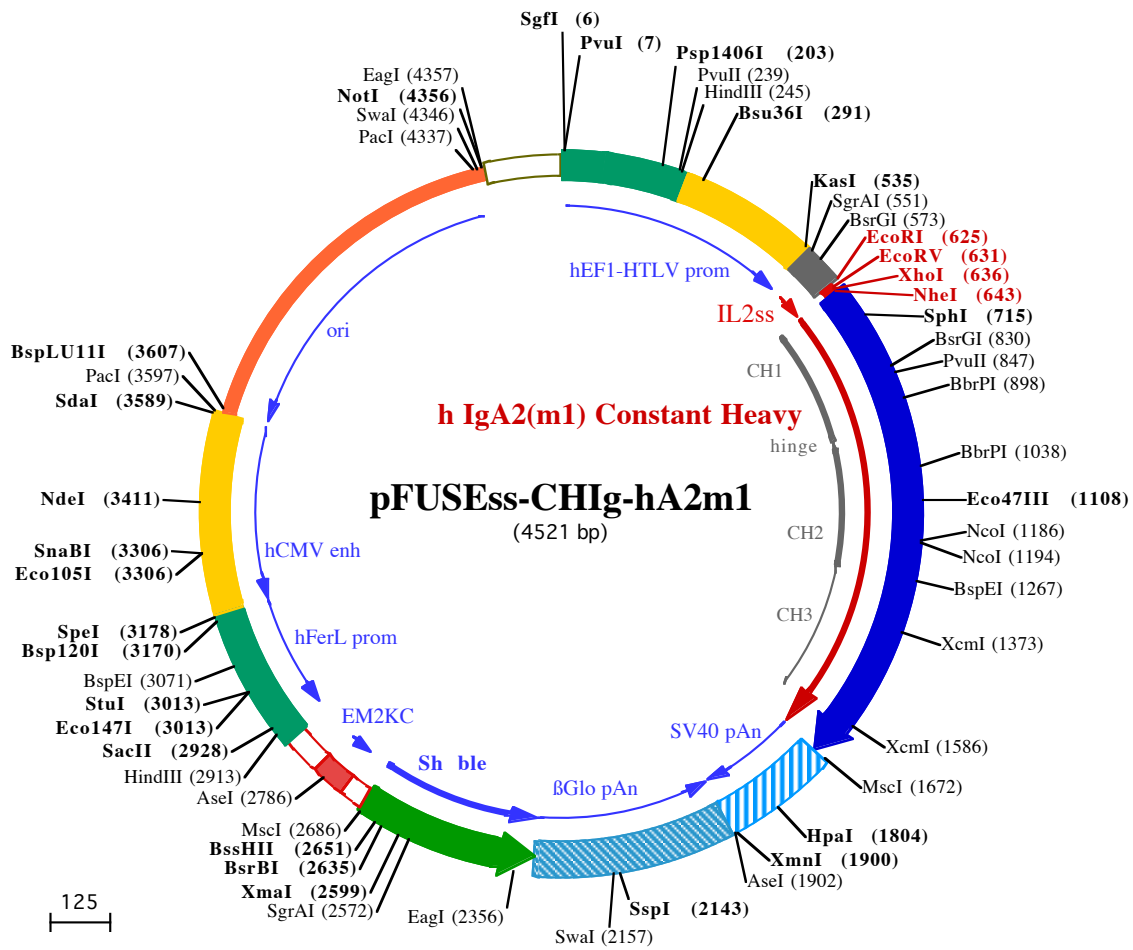 SgfI (6)
PvuI (7)
Psp1406I (203)
PvuII (239)
HindIII (245)
Bsu36I (291)
KasI (535)
SgrAI (551)
BsrGI (573)
EcoRI (625)
EcoRV (631)
XhoI (636)
NheI (643)
SphI (715)
BsrGI (830)
PvuII (847)
BbrPI (898)
BbrPI (1038)
Eco47III (1108)
NcoI (1186)
NcoI (1194)
BspEI (1267)
XcmI (1373)
XcmI (1586)
MscI (1672)
HpaI (1804)
XmnI (1900)
AseI (1902)
SspI (2143)
SwaI (2157)
EagI (2356)
SgrAI (2572)
XmaI (2599)
BsrBI (2635)
BssHII (2651)
MscI (2686)
AseI (2786)
HindIII (2913)
SacII (2928)
Eco147I (3013)
StuI (3013)
BspEI (3071)
Bsp120I (3170)
SpeI (3178)
Eco105I (3306)
SnaBI (3306)
NdeI (3411)
SdaI (3589)
PacI (3597)
BspLU11I (3607)
PacI (4337)
SwaI (4346)
NotI (4356)
EagI (4357)
hEF1-HTLV prom
IL2ss
CH1
hinge
CH2
CH3
SV40 pAn
ßGlo pAn
Sh ble
EM2KC
hFerL prom
hCMV enh
ori
h IgA2(m1) Constant Heavy
pFUSEss-CHIg-hA2m1
(4521 bp)
125